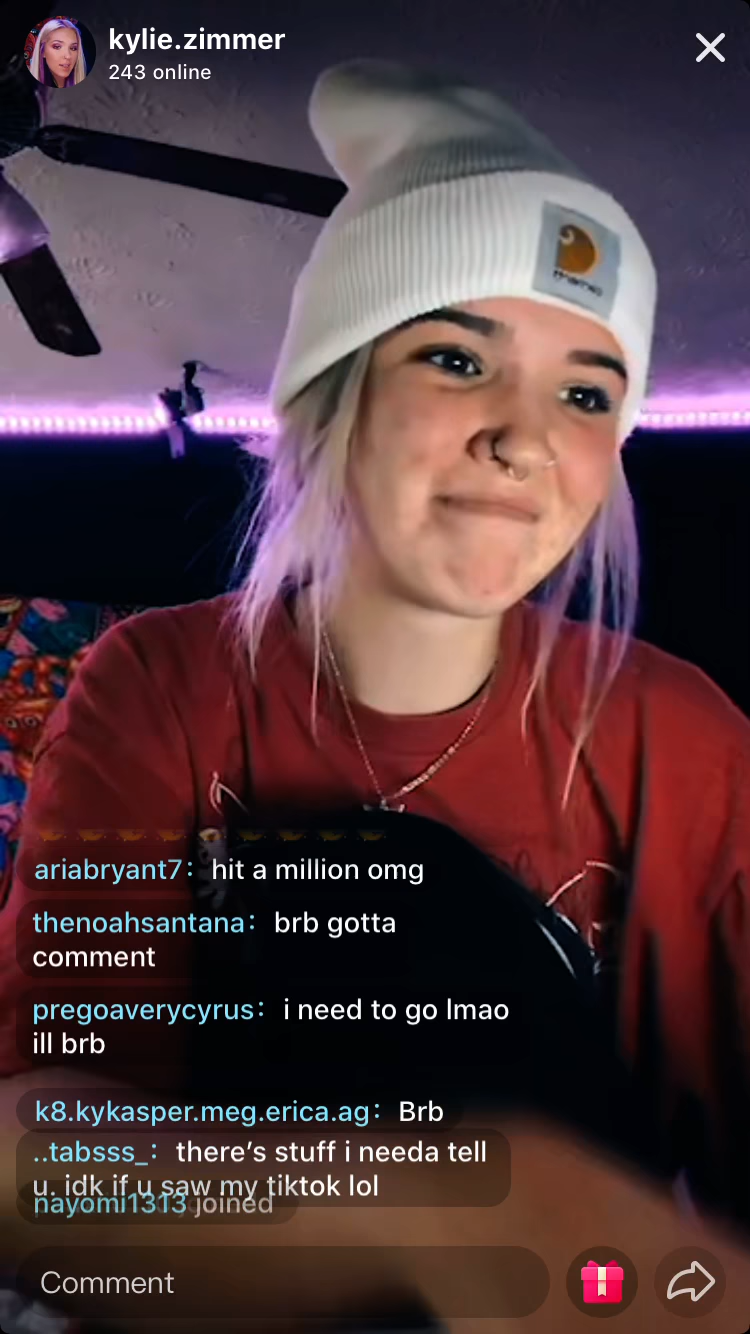 kylie.zimmer
243 online
ariabryant7: hit a million omg
thenoahsantana: brb gotta
comment
pregoaverycyrus: i need to go lmao
ill brb
k8.kykasper.meg.erica.ag: Brb
..tabsss_: there's stuff i needa tell
u. idk if u saw my tiktok lol
nayomi1313 joined
Comment